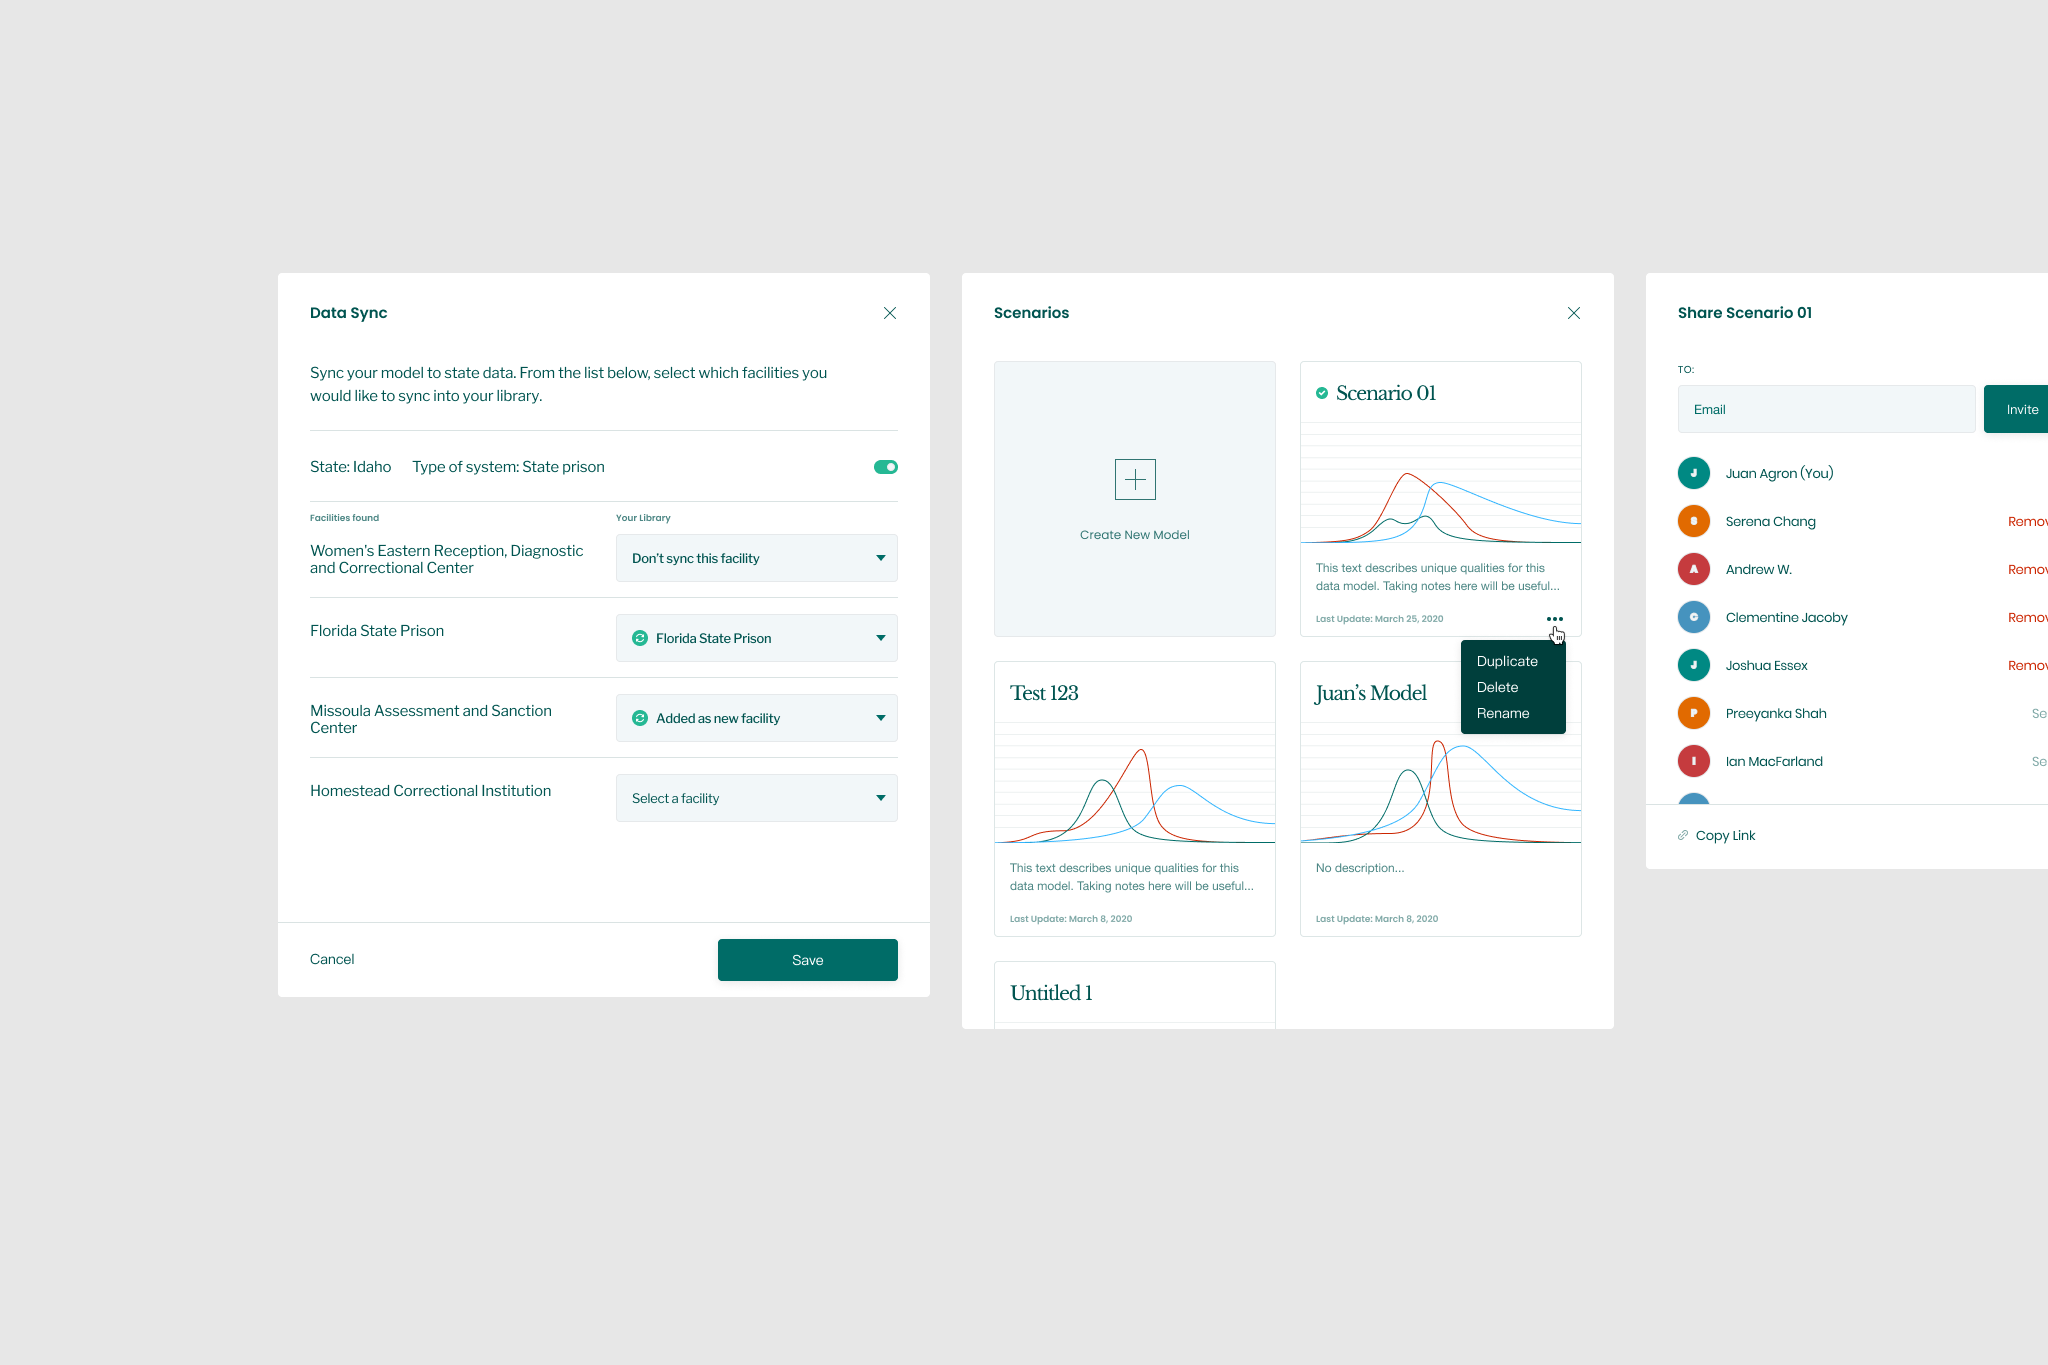 Data Sync
Sync your model to state data. From the list below, select which facilities you
would like to sync into your library.
State: Idaho Type of system: State prison
Facilities found
Your Library
Women's Eastern Reception, Diagnostic
and Correctional Center
Don't sync this facility
Florida State Prison
Florida State Prison
Missoula Assessment and Sanction
Center
Added as new facility
Homestead Correctional Institution
Select a facility
Cancel
Save
Scenarios
Create New Model
Scenario 01
This text describes unique qualities for this
data model. Taking notes here will be useful...
Last Update: March 25, 2020
Duplicate
Delete
Rename
Test 123
This text describes unique qualities for this
data model. Taking notes here will be useful...
Last Update: March 8, 2020
Juan’s Model
No description...
Last Update: March 8, 2020
Untitled 1
Share Scenario 01
TO:
Email
Invite
J Juan Agron (You)
S Serena Chang Remov
A Andrew W. Remov
C Clementine Jacoby Remov
J Joshua Essex Remov
P Preeyanka Shah Se
I Ian MacFarland Se
Copy Link